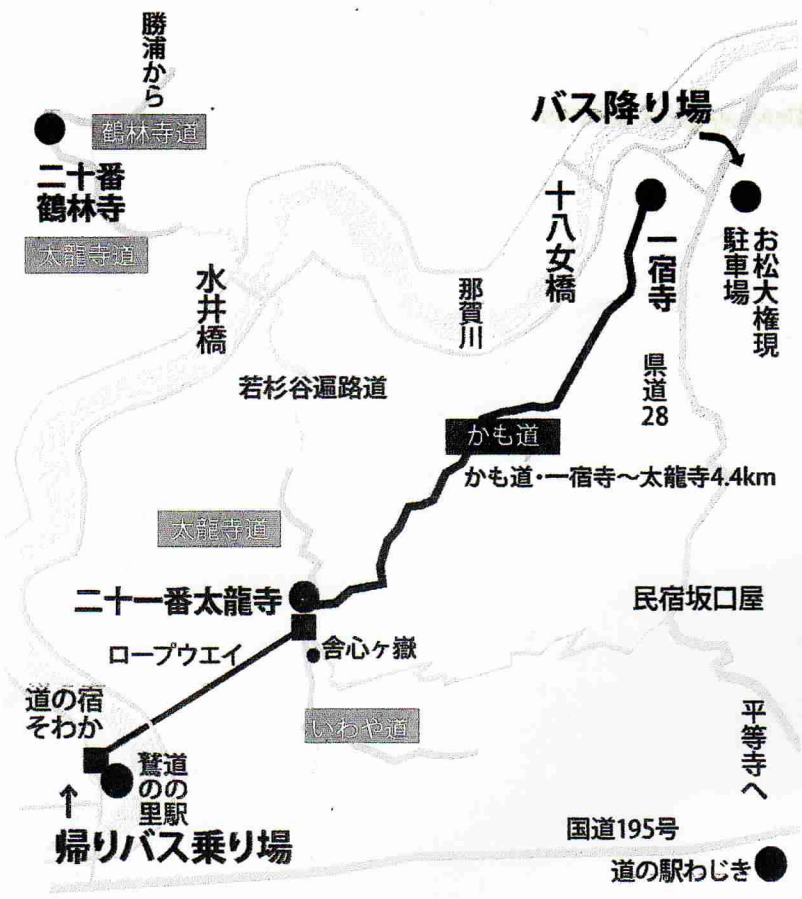 勝浦から
鶴林寺道
二十番
鶴林寺
太龍寺道
バス降り場
十八女橋
一宿寺
お松大権現
駐車場
水井橋
那賀川
県道
28
若杉谷遍路道
かも道
かも道・一宿寺～太龍寺4.4km
太龍寺道
二十一番太龍寺
民宿坂口屋
ロープウエイ
舎心ヶ嶽
道の宿
そわか
いわや道
平等寺へ
道の駅
鷲の里
↑
帰りバス乗り場
国道195号
道の駅わじき